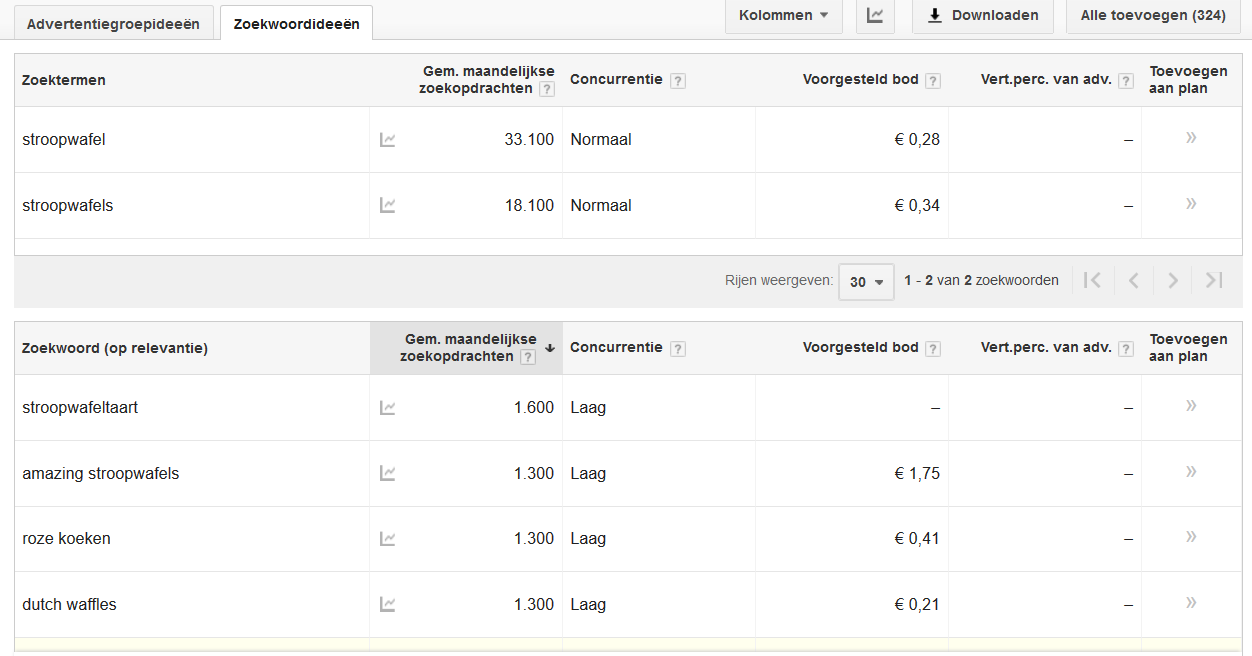 Advertentiegroepideeën Zoekwoordideeën Kolommen Downloaden Alle toevoegen (324)
Zoektermen Gem. maandelijkse zoekopdrachten ? Concurrentie ? Voorgesteld bod ? Vert.perc. van adv. ? Toevoegen aan plan
stroopwafel 33.100 Normaal € 0,28 – »
stroopwafels 18.100 Normaal € 0,34 – »
Rijen weergeven: 30 1 - 2 van 2 zoekwoorden
Zoekwoord (op relevantie) Gem. maandelijkse zoekopdrachten ? Concurrentie ? Voorgesteld bod ? Vert.perc. van adv. ? Toevoegen aan plan
stroopwafeltaart 1.600 Laag – – »
amazing stroopwafels 1.300 Laag € 1,75 – »
roze koeken 1.300 Laag € 0,41 – »
dutch waffles 1.300 Laag € 0,21 – »